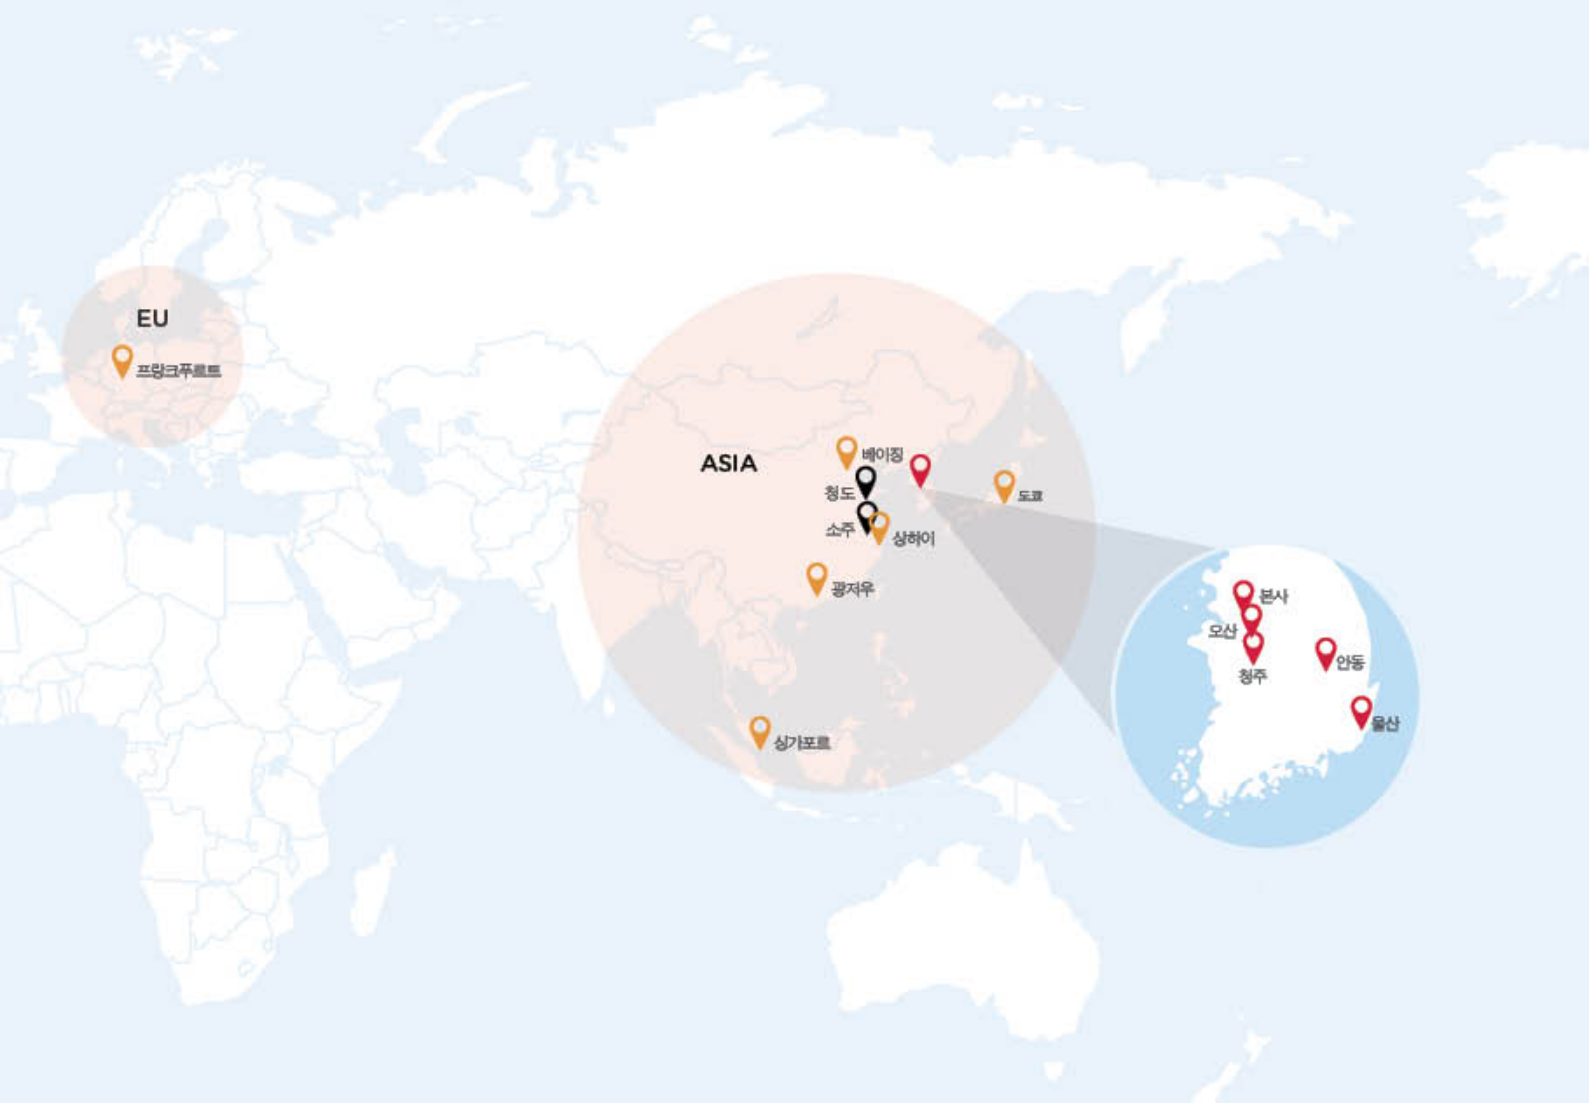 EU
프랑크푸르트
ASIA
베이징
청도
도쿄
소주
상하이
광저우
싱가포르
본사
오산
청주
안동
울산